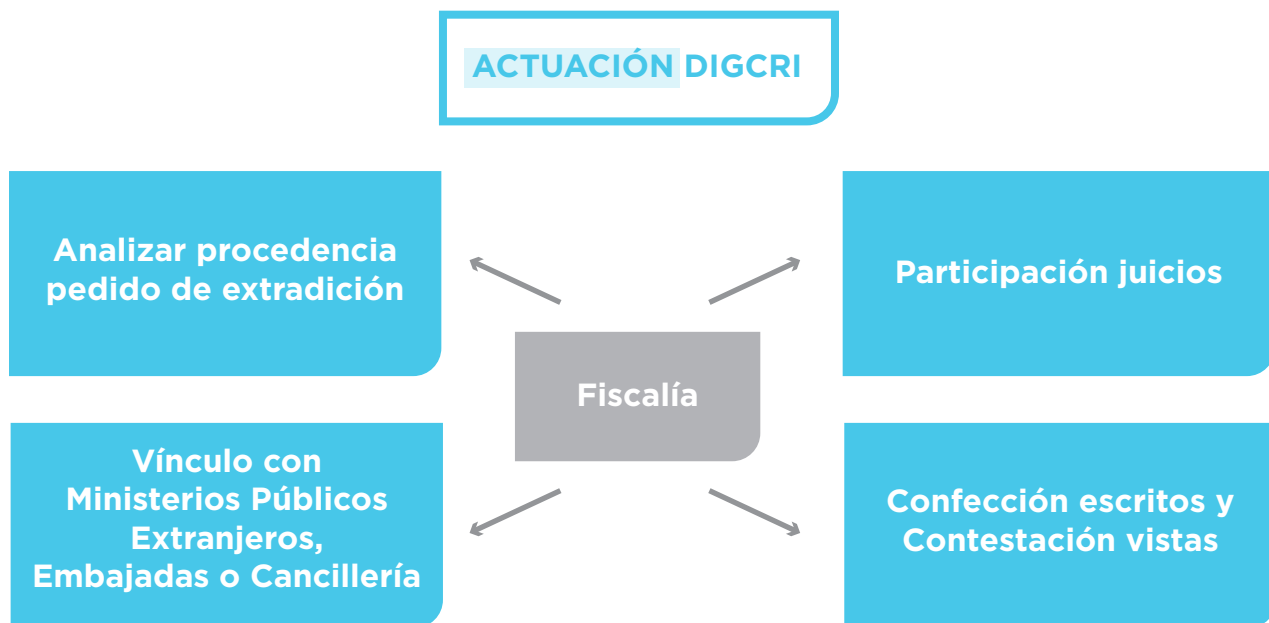 ACTUACIÓN DIGCRI
Analizar procedencia
pedido de extradición
Participación juicios
Fiscalía
Vínculo con
Ministerios Públicos
Extranjeros,
Embajadas o Cancillería
Confección escritos y
Contestación vistas